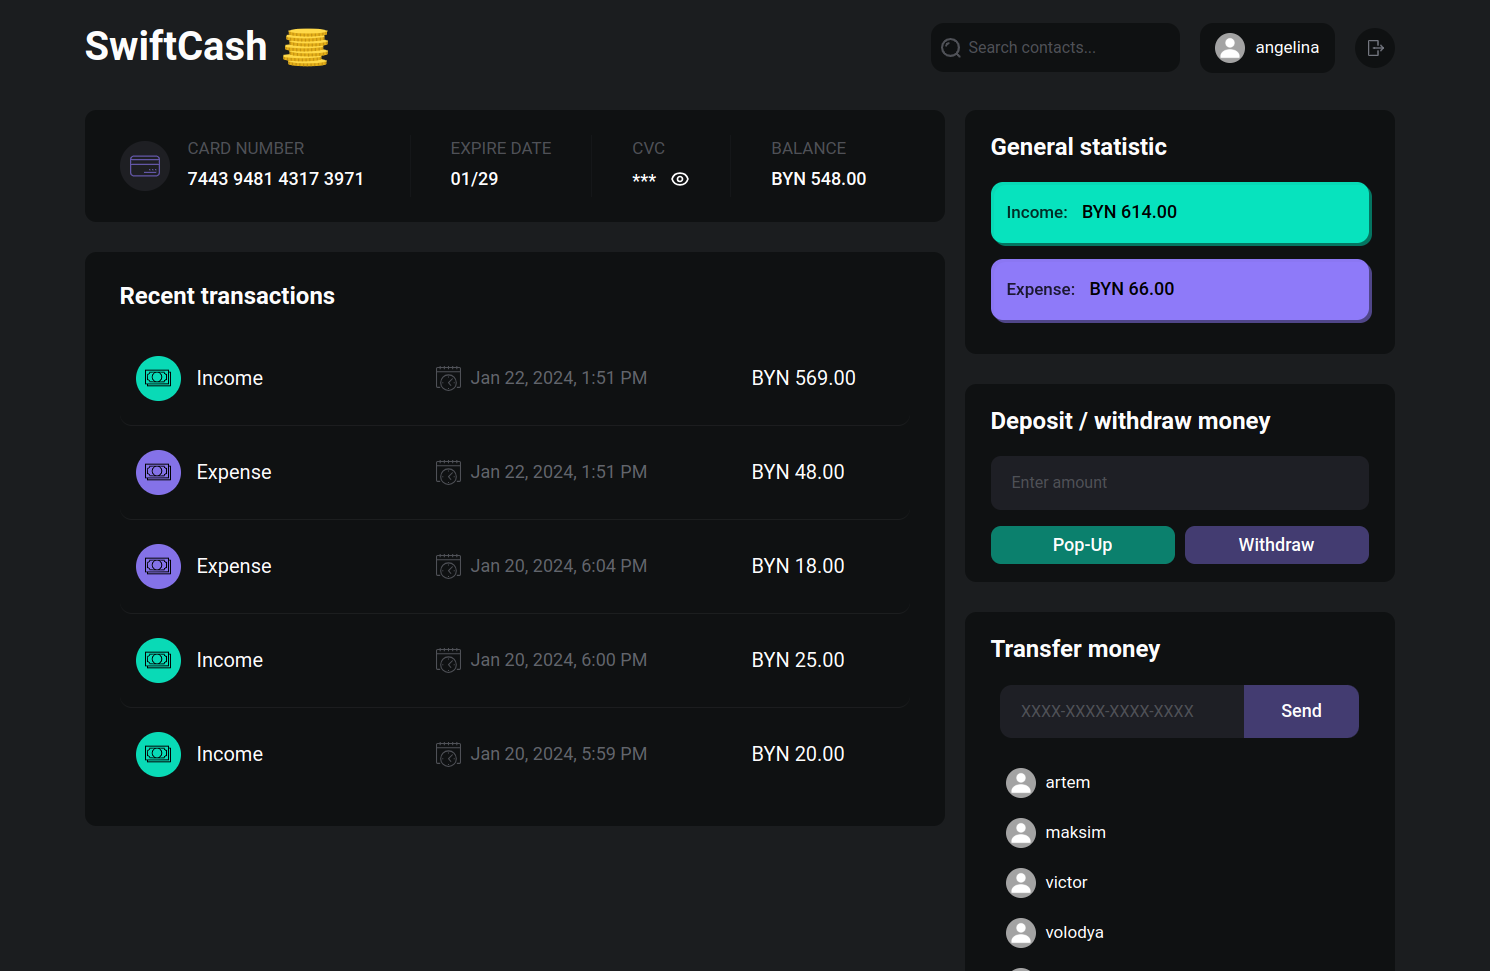 SwiftCash
Search contacts...
angelina
CARD NUMBER
7443 9481 4317 3971
EXPIRE DATE
01/29
CVC
***
BALANCE
BYN 548.00
Recent transactions
Income Jan 22, 2024, 1:51 PM BYN 569.00
Expense Jan 22, 2024, 1:51 PM BYN 48.00
Expense Jan 20, 2024, 6:04 PM BYN 18.00
Income Jan 20, 2024, 6:00 PM BYN 25.00
Income Jan 20, 2024, 5:59 PM BYN 20.00
General statistic
Income: BYN 614.00
Expense: BYN 66.00
Deposit / withdraw money
Enter amount
Pop-Up
Withdraw
Transfer money
XXXX-XXXX-XXXX-XXXX
Send
artem
maksim
victor
volodya